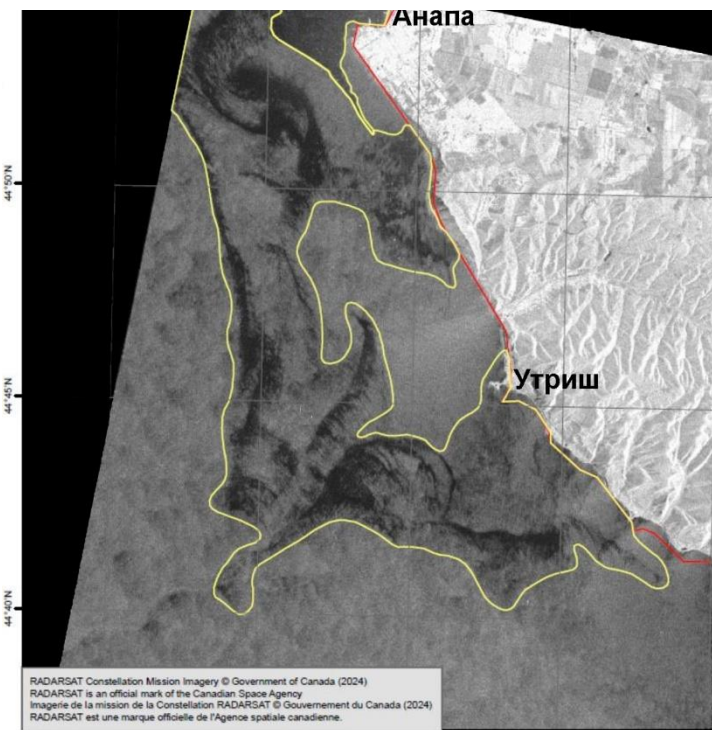 Анапа
44°50'N
Утриш
44°45'N
44°40'N
RADARSAT Constellation Mission Imagery © Government of Canada (2024)
RADARSAT is an official mark of the Canadian Space Agency
Imagerie de la mission de la Constellation RADARSAT © Gouvernement du Canada (2024)
RADARSAT est une marque officielle de l'Agence spatiale canadienne.